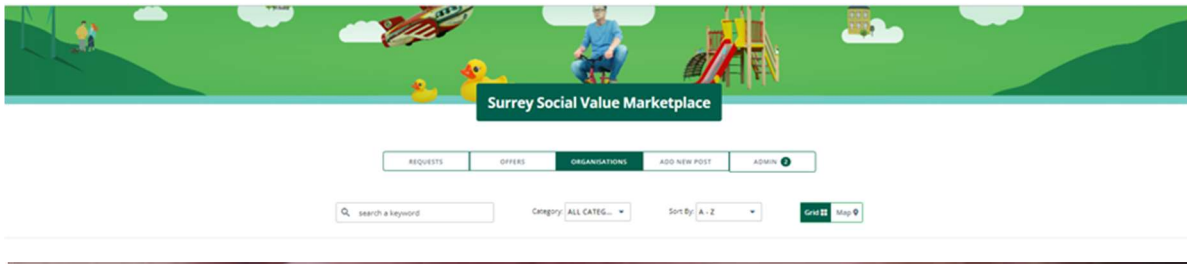 Surrey Social Value Marketplace
REQUESTS OFFERS ORGANISATIONS ADD NEW POST ADMIN 2
search a keyword Category: ALL CATEG... Sort By: A - Z Grid Map